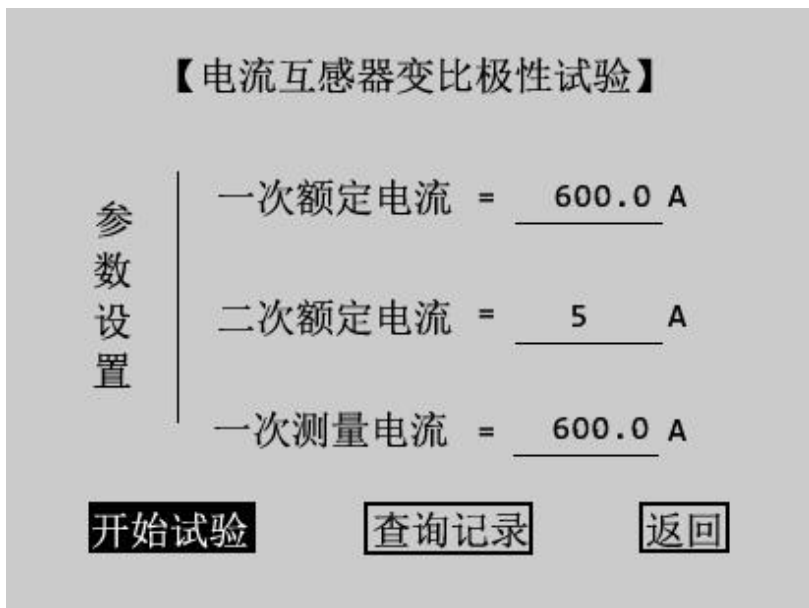 【电流互感器变比极性试验】
参数设置
一次额定电流 = 600.0 A
二次额定电流 = 5 A
一次测量电流 = 600.0 A
开始试验 查询记录 返回